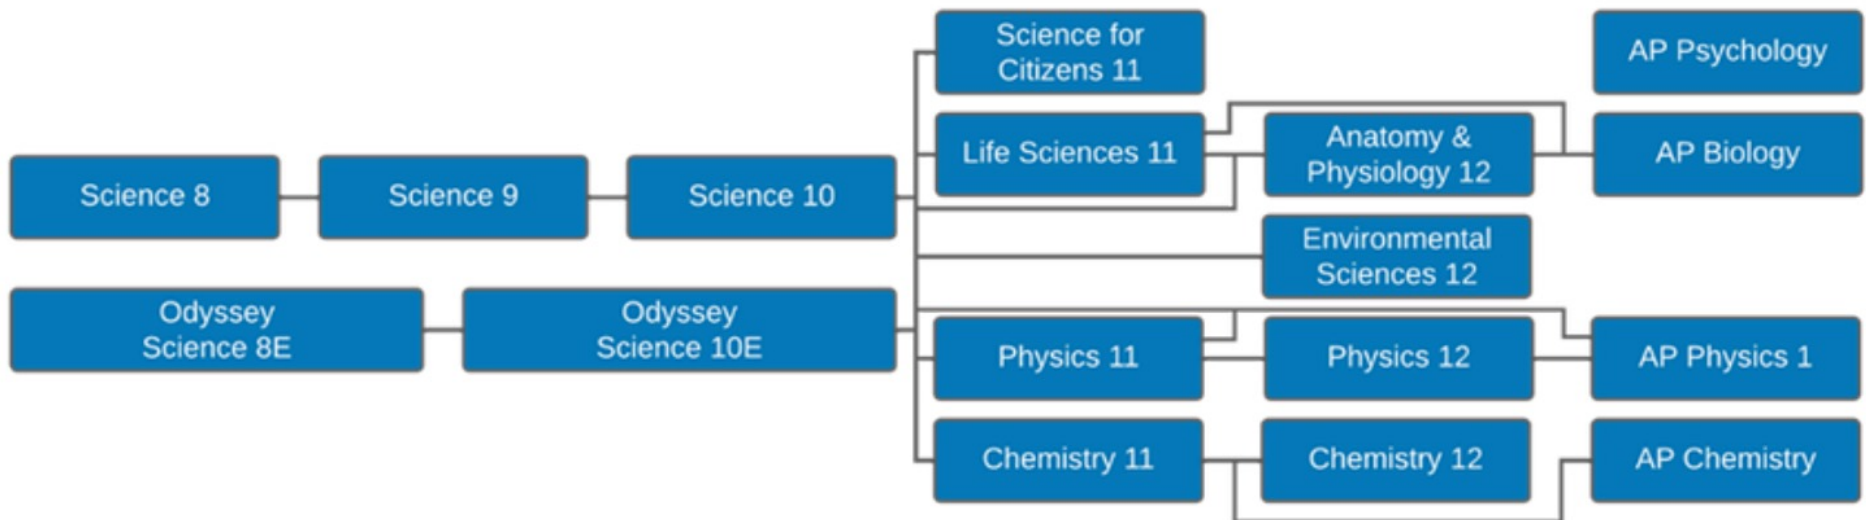 Science for
Citizens 11
AP Psychology
Life Sciences 11
Anatomy &
Physiology 12
AP Biology
Science 8
Science 9
Science 10
Environmental
Sciences 12
Odyssey
Science 8E
Odyssey
Science 10E
Physics 11
Physics 12
AP Physics 1
Chemistry 11
Chemistry 12
AP Chemistry